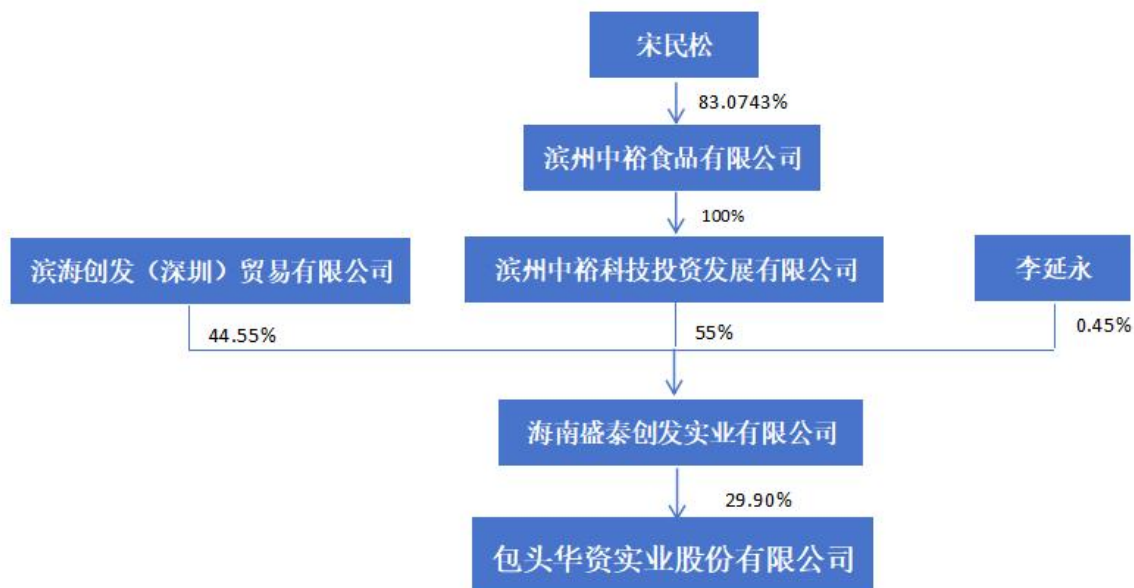 宋民松
83.0743%
滨州中裕食品有限公司
100%
滨海创发（深圳）贸易有限公司
滨州中裕科技投资发展有限公司
李延永
44.55%
55%
0.45%
海南盛泰创发实业有限公司
29.90%
包头华资实业股份有限公司